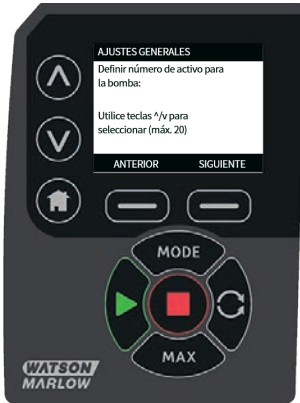 AJUSTES GENERALES
Definir número de activo para
la bomba:
Utilice teclas ^/v para
seleccionar (máx. 20)
ANTERIOR SIGUIENTE
MODE
MAX
WATSON
MARLOW